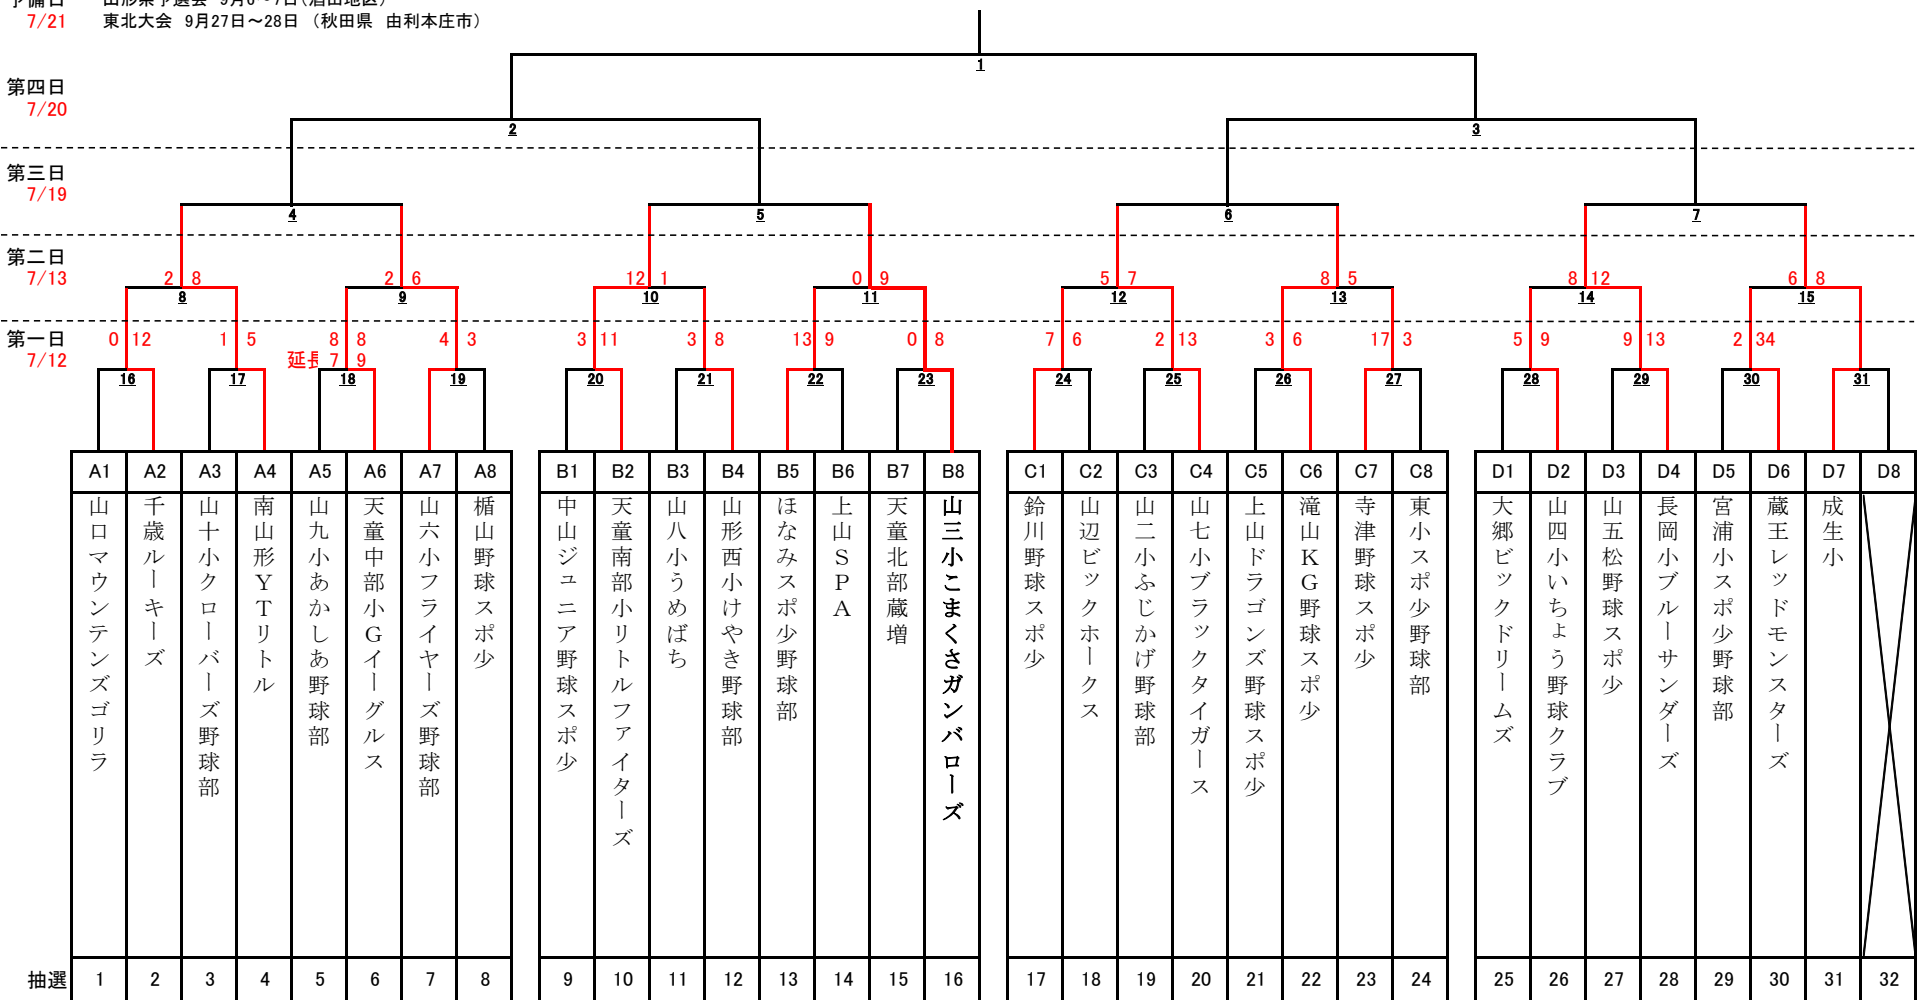 7/21 東北大会 9月27日～28日 （秋田県 由利本庄市）
1
第四日
7/20
2 3
第三日
7/19
4 5 6 7
第二日
7/13
2 8 2 6 12 1 0 9 5 7 8 5 8 12 6 8
8 9 10 11 12 13 14 15
第一日
7/12
0 12 1 5 8 8 4 3 3 11 3 8 13 9 0 8 7 6 2 13 3 6 17 3 5 9 9 13 2 34
延長 7 9
16 17 18 19 20 21 22 23 24 25 26 27 28 29 30 31
A1 A2 A3 A4 A5 A6 A7 A8 B1 B2 B3 B4 B5 B6 B7 B8 C1 C2 C3 C4 C5 C6 C7 C8 D1 D2 D3 D4 D5 D6 D7 D8
山口マウンテンズゴリラ
千歳ルーキーズ
山十小クローバーズ野球部
南山形YTリトル
山九小あかしあ野球部
天童中部小Gイーグルス
山六小フライヤーズ野球部
楯山野球スポ少
中山ジュニア野球スポ少
天童南部小リトルファイターズ
山八小うめばち
山形西小けやき野球部
ほなみスポ少野球部
上山SPA
天童北部蔵増
山三小こまくさガンバローズ
鈴川野球スポ少
山辺ビックホークス
山二小ふじかげ野球部
山七小ブラックタイガース
上山ドラゴンズ野球スポ少
滝山KG野球スポ少
寺津野球スポ少
東小スポ少野球部
大郷ビックドリームズ
山四小いちょう野球クラブ
山五松野球スポ少
長岡小ブルーサンダーズ
宮浦小スポ少野球部
蔵王レッドモンスターズ
成生小
抽選 1 2 3 4 5 6 7 8 9 10 11 12 13 14 15 16 17 18 19 20 21 22 23 24 25 26 27 28 29 30 31 32